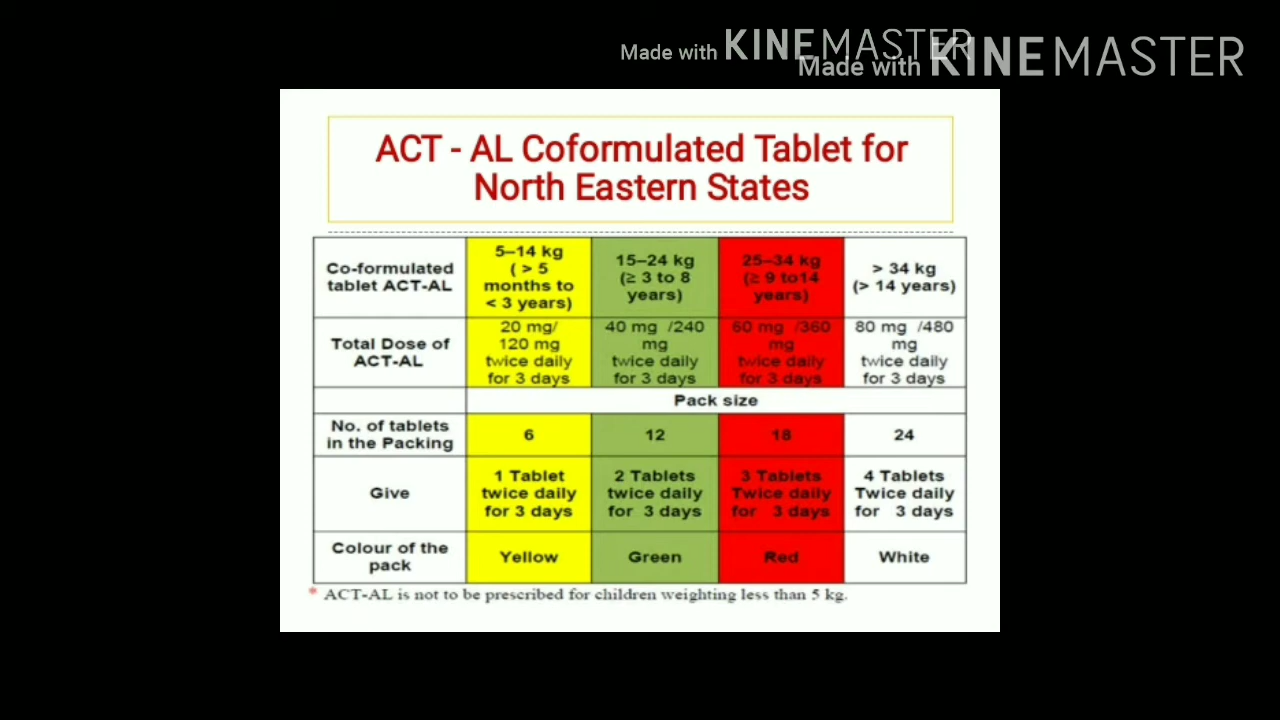 Made with KINEMASTER
Made with KINEMASTER
ACT - AL Coformulated Tablet for
North Eastern States
Co-formulated
tablet ACT-AL
5–14 kg
( > 5
months to
< 3 years)
15–24 kg
(≥ 3 to 8
years)
25–34 kg
(≥ 9 to14
years)
> 34 kg
(> 14 years)
Total Dose of
ACT-AL
20 mg/
120 mg
twice daily
for 3 days
40 mg /240
mg
twice daily
for 3 days
60 mg /360
mg
twice daily
for 3 days
80 mg /480
mg
twice daily
for 3 days
Pack size
No. of tablets
in the Packing
6
12
18
24
Give
1 Tablet
twice daily
for 3 days
2 Tablets
twice daily
for 3 days
3 Tablets
Twice daily
for 3 days
4 Tablets
Twice daily
for 3 days
Colour of the
pack
Yellow
Green
Red
White
* ACT-AL is not to be prescribed for children weighting less than 5 kg.